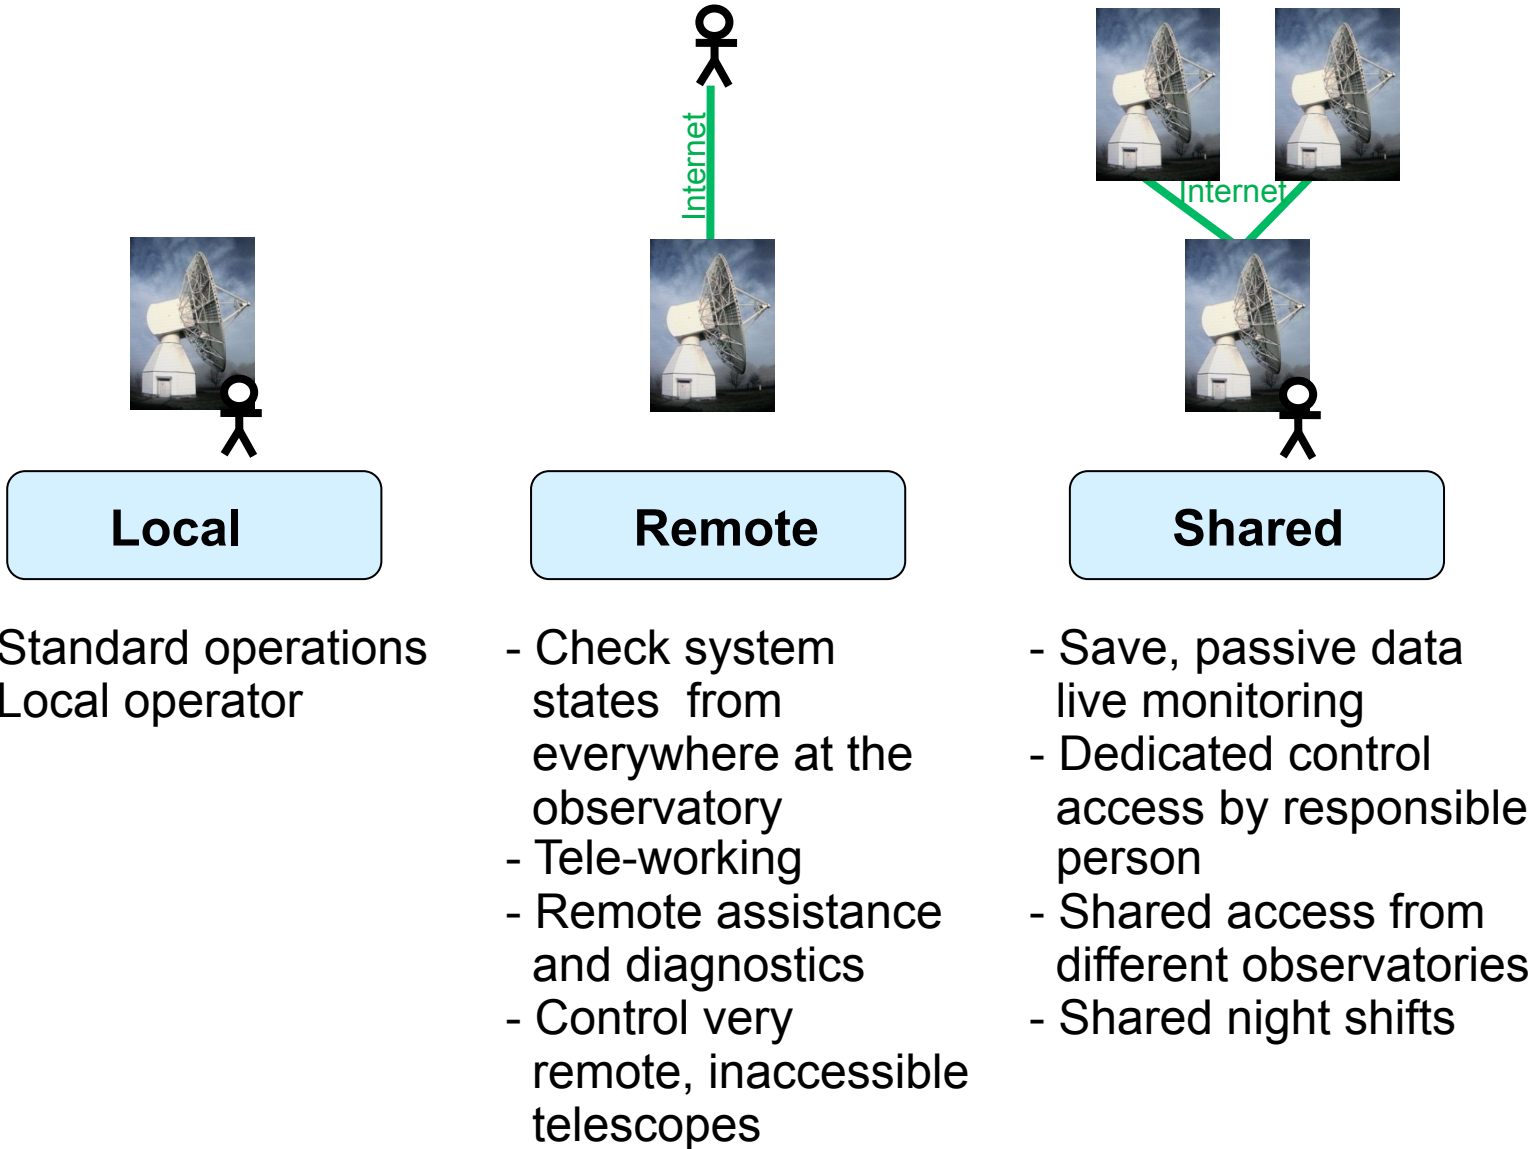 Internet
Internet
Local
Standard operations
Local operator
Remote
- Check system
states from
everywhere at the
observatory
- Tele-working
- Remote assistance
and diagnostics
- Control very
remote, inaccessible
telescopes
Shared
- Save, passive data
live monitoring
- Dedicated control
access by responsible
person
- Shared access from
different observatories
- Shared night shifts